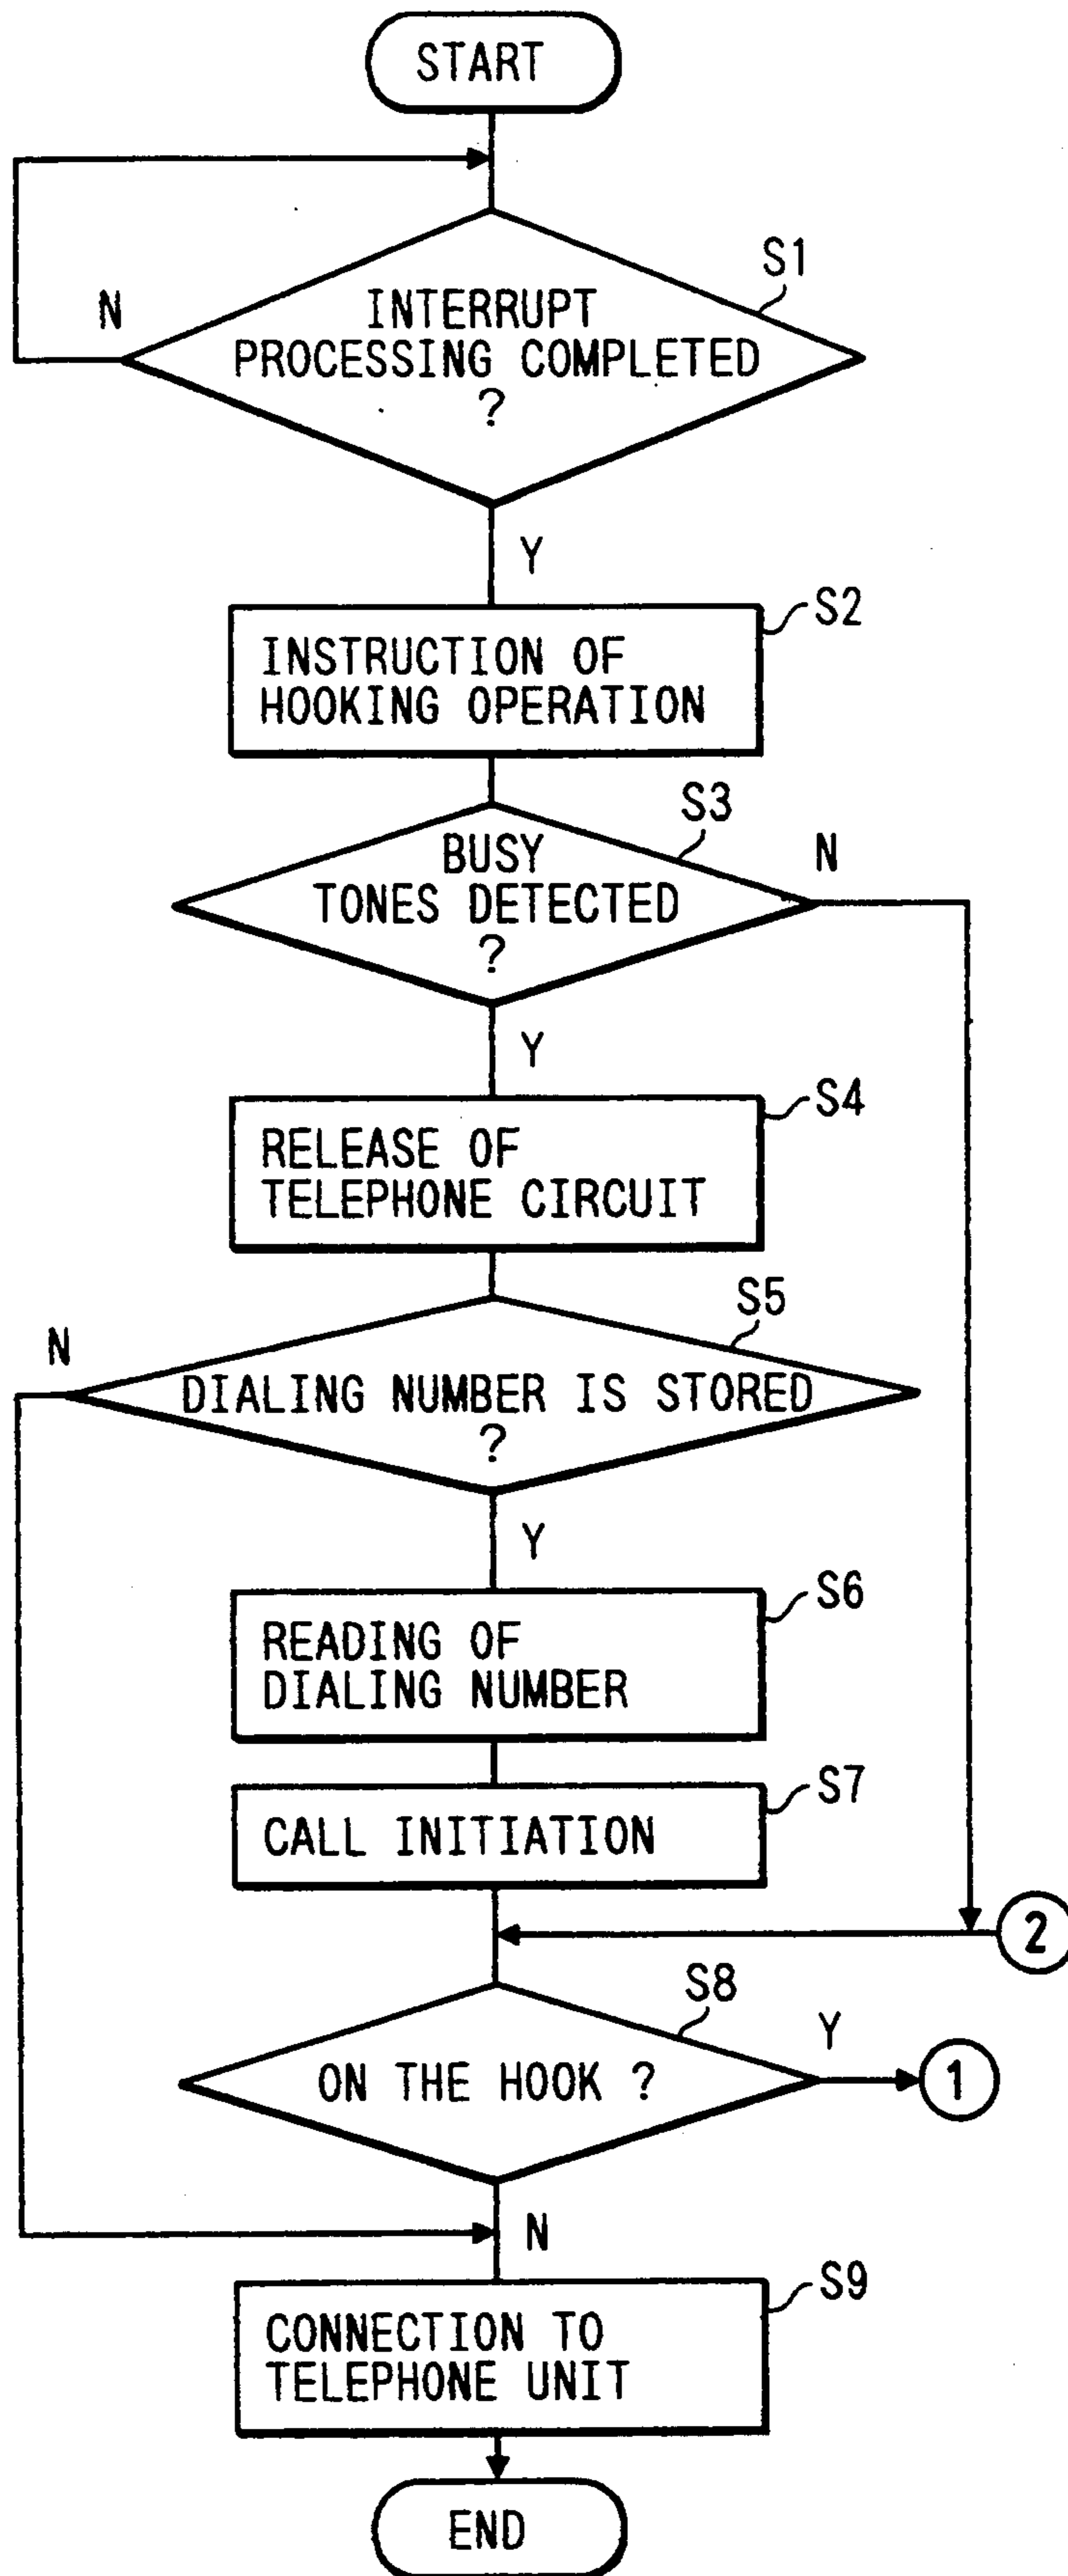 START
S1
N
INTERRUPT
PROCESSING COMPLETED
?
Y
S2
INSTRUCTION OF
HOOKING OPERATION
S3
N
BUSY
TONES DETECTED
?
Y
S4
RELEASE OF
TELEPHONE CIRCUIT
S5
N
DIALING NUMBER IS STORED
?
Y
S6
READING OF
DIALING NUMBER
S7
CALL INITIATION
2
S8
Y
ON THE HOOK ?
1
N
S9
CONNECTION TO
TELEPHONE UNIT
END